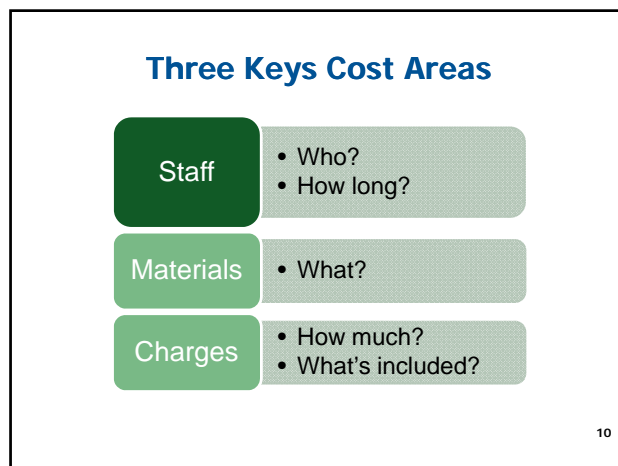 Three Keys Cost Areas
Staff
• Who?
• How long?
Materials
• What?
Charges
• How much?
• What's included?
10